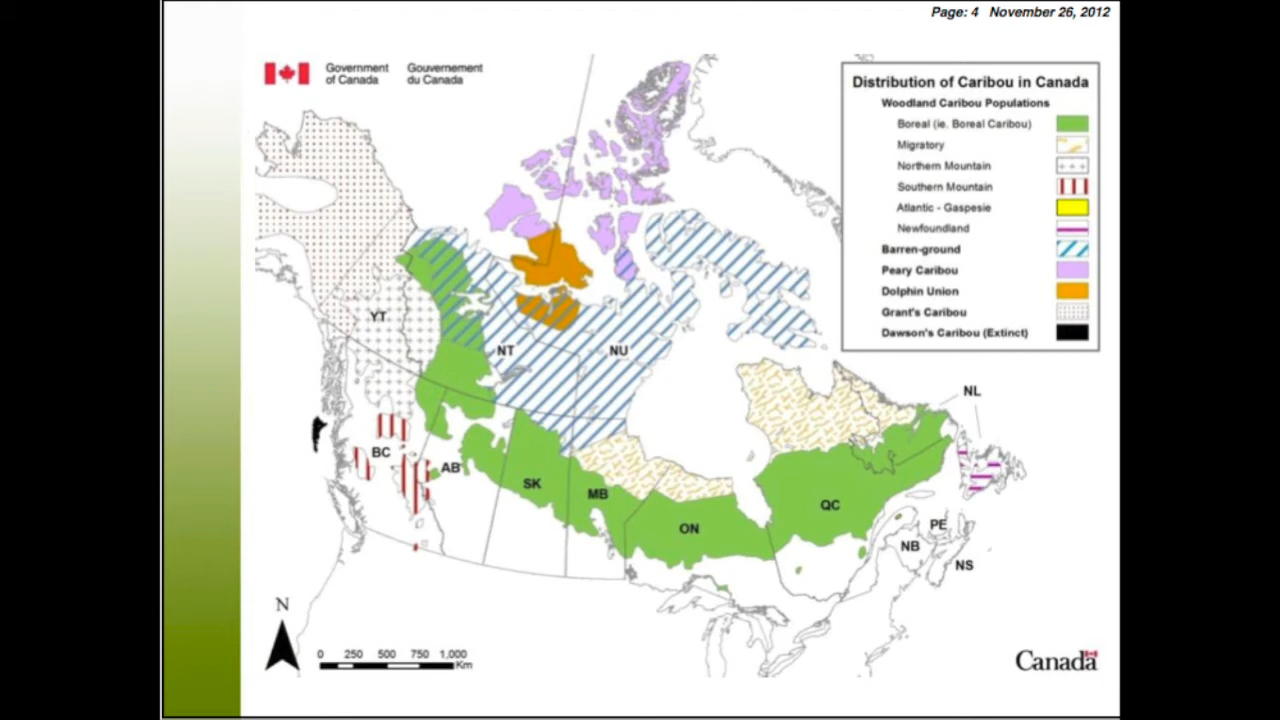 Page: 4 November 26, 2012
Government of Canada
Gouvernement du Canada
Distribution of Caribou in Canada
Woodland Caribou Populations
Boreal (ie. Boreal Caribou)
Migratory
Northern Mountain
Southern Mountain
Atlantic - Gaspesie
Newfoundland
Barren-ground
Peary Caribou
Dolphin Union
Grant's Caribou
Dawson's Caribou (Extinct)
YT
NT
NU
NL
BC
AB
SK
MB
ON
QC
PE
NB
NS
N
0 250 500 750 1,000
Km
Canada